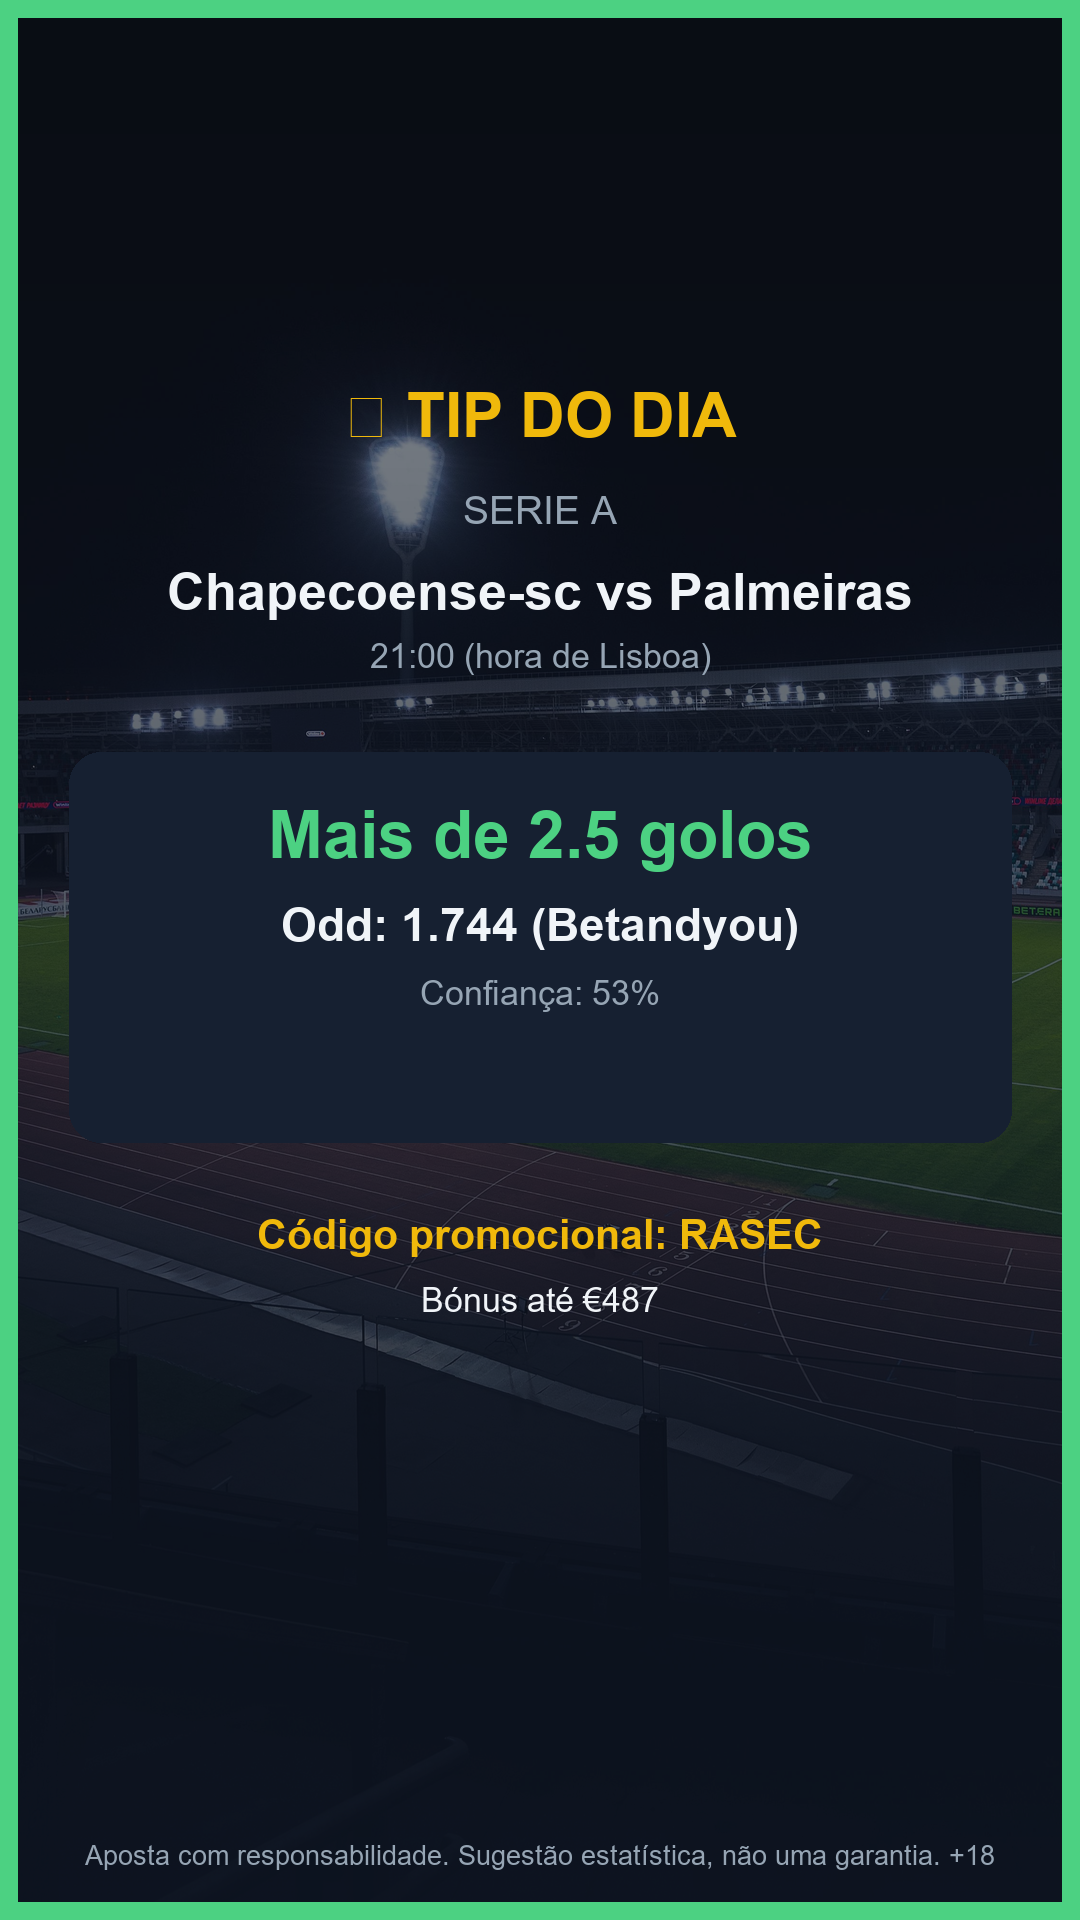 TIP DO DIA
SERIE A
Chapecoense-sc vs Palmeiras
21:00 (hora de Lisboa)
Mais de 2.5 golos
Odd: 1.744 (Betandyou)
Confiança: 53%
BETERA
Código promocional: RASEC
Bónus até €487
Aposta com responsabilidade. Sugestão estatística, não uma garantia. +18